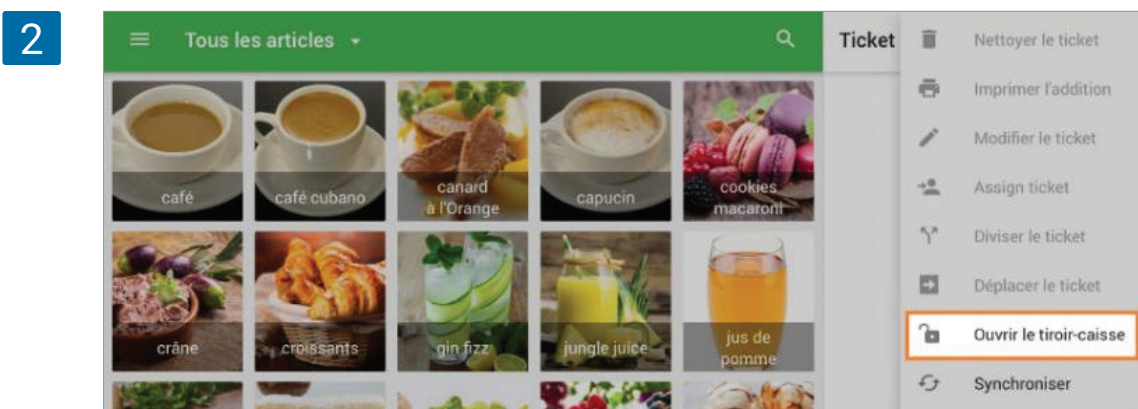 2
Tous les articles
Ticket
Nettoyer le ticket
Imprimer l'addition
Modifier le ticket
Assign ticket
Diviser le ticket
Déplacer le ticket
Ouvrir le tiroir-caisse
Synchroniser
café
café cubano
canard
à l'Orange
capucin
cookies
macaroni
crâne
croissants
gin fizz
jungle juice
jus de
pomme